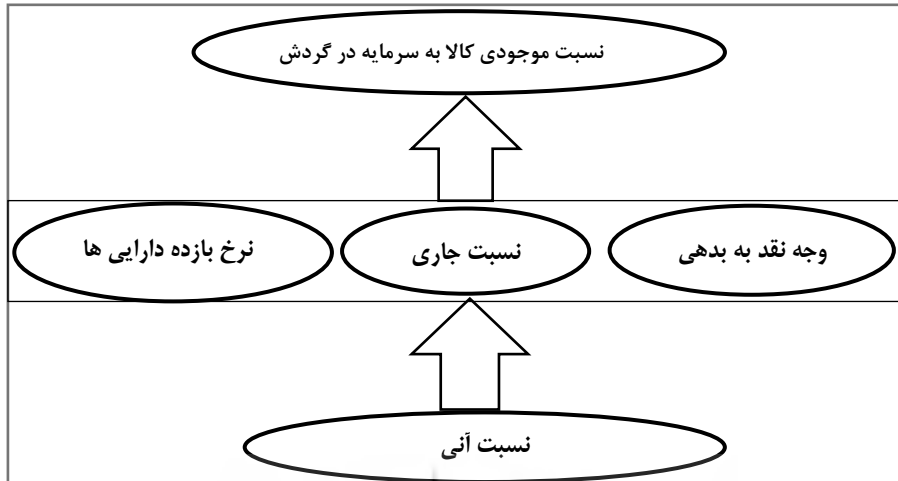 نسبت موجودی کالا به سرمایه در گردش
وجه نقد به بدهی
نسبت جاری
نرخ بازده دارایی ها
نسبت آنی